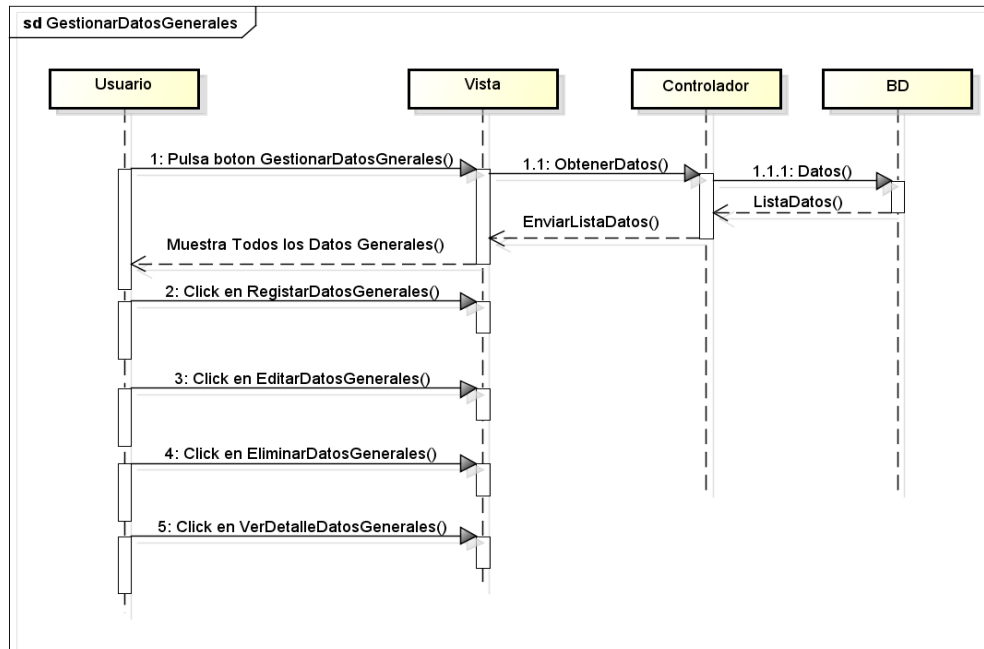 sd GestionarDatosGenerales
Usuario
Vista
Controlador
BD
1: Pulsa boton GestionarDatosGnerales()
1.1: ObtenerDatos()
1.1.1: Datos()
ListaDatos()
EnviarListaDatos()
Muestra Todos los Datos Generales()
2: Click en RegistarDatosGenerales()
3: Click en EditarDatosGenerales()
4: Click en EliminarDatosGenerales()
5: Click en VerDetalleDatosGenerales()